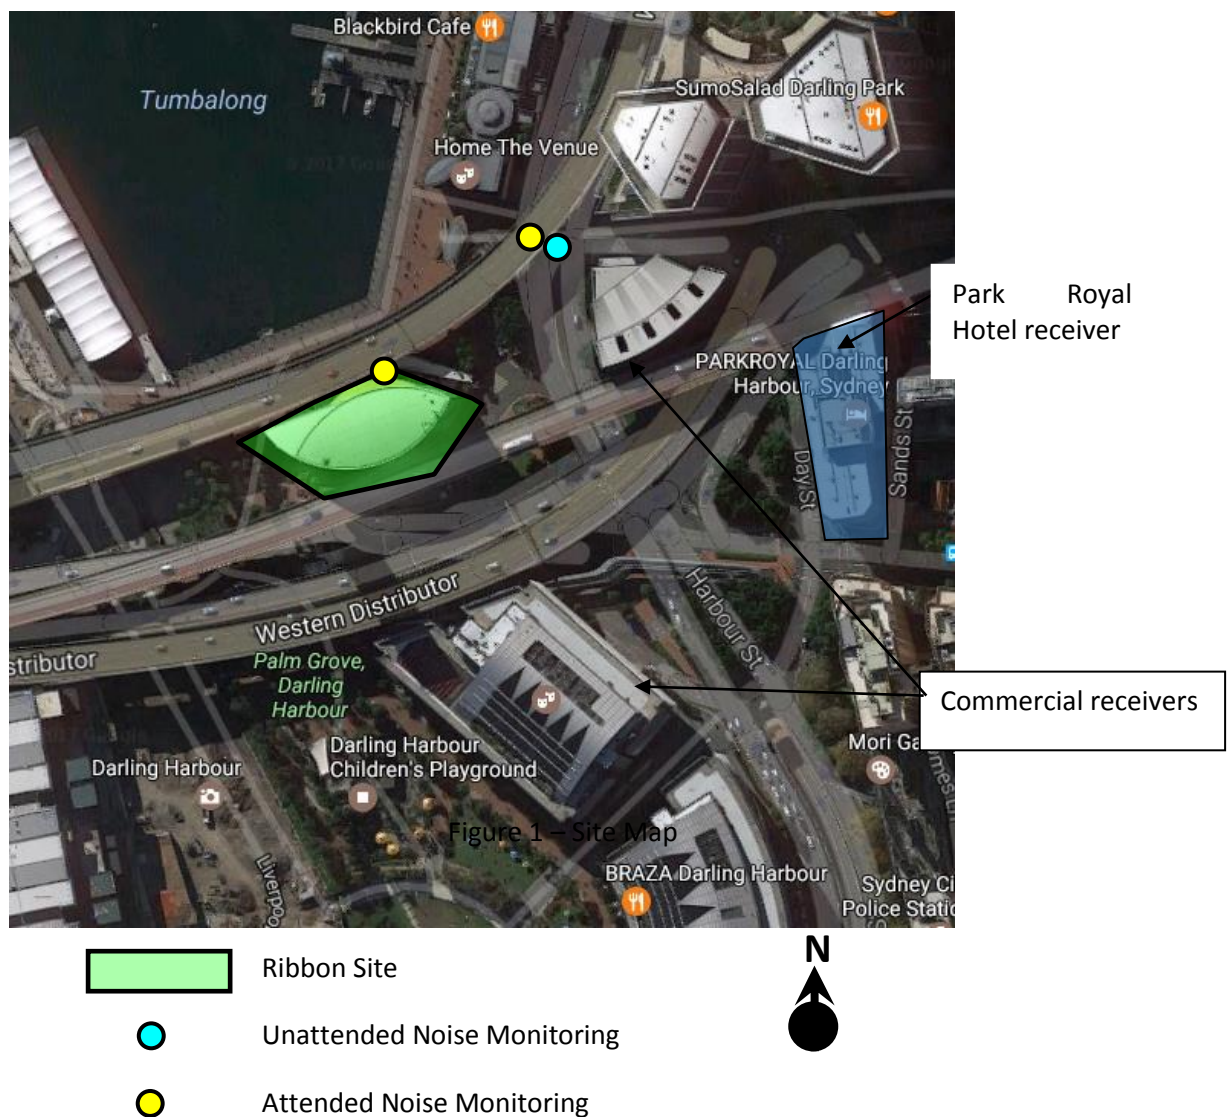 Blackbird Cafe
Tumbalong
SumoSalad Darling Park
Home The Venue
Park Royal
Hotel receiver
PARKROYAL Darling
Harbour, Sydney
Sands St
Day St
Harbour St
Western Distributor
stributor
Palm Grove,
Darling
Harbour
Commercial receivers
Darling Harbour
Children's Playground
Darling Harbour
Mori Ga
Figure 1 – Site Map
Liverpoo
BRAZA Darling Harbour
Sydney Ci
Police Static
N
Ribbon Site
Unattended Noise Monitoring
Attended Noise Monitoring